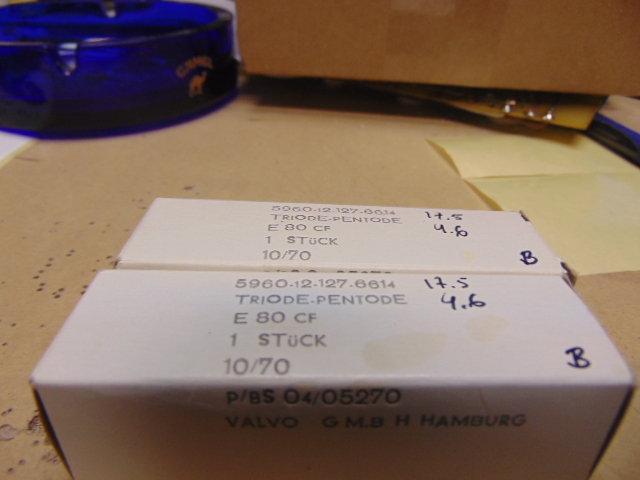 CAMEL
5960-12-127-6614
TRIODE-PENTODE
E 80 CF
1 STÜCK
10/70
17.5
4.6
B
5960-12-127.6614
TRIODE-PENTODE
E 80 CF
1 STÜCK
10/70
P/BS 04/05270
VALVO G M.B H HAMBURG
17.5
4.6
B